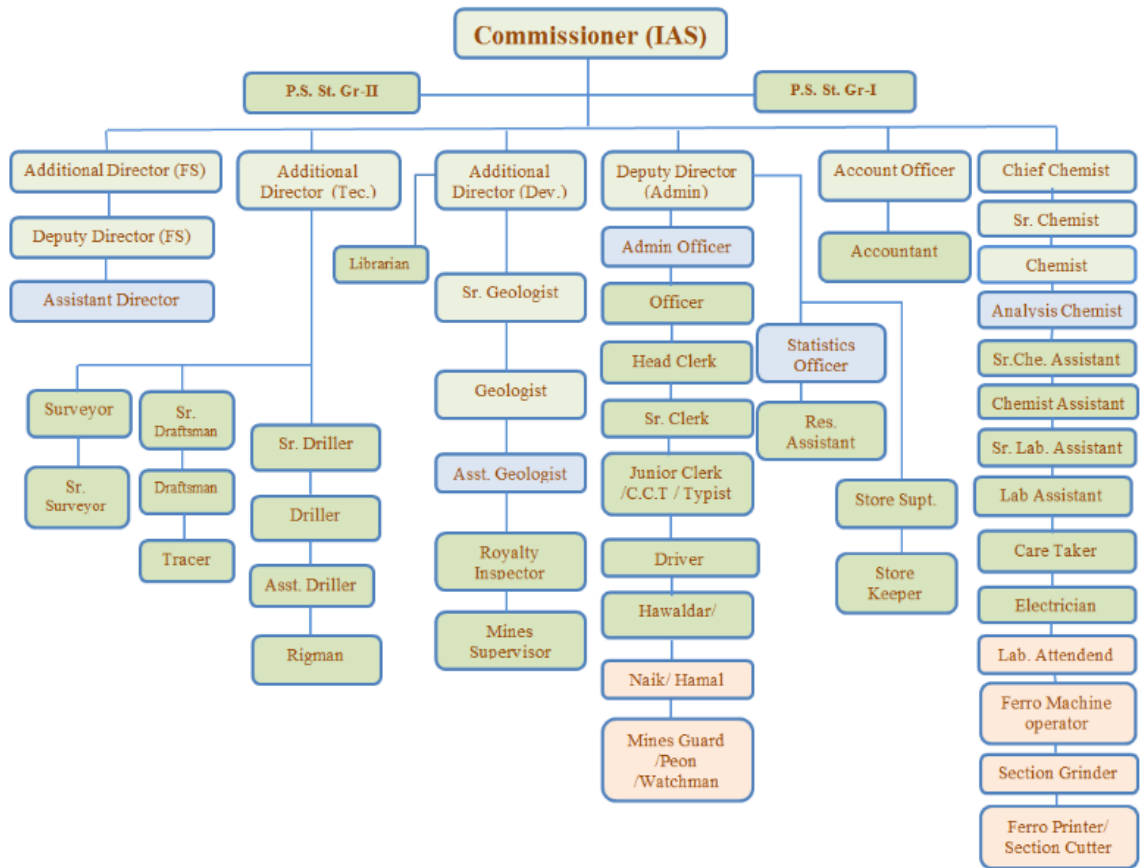 Commissioner (IAS)
P.S. St. Gr-II
P.S. St. Gr-I
Additional Director (FS)
Deputy Director (FS)
Assistant Director
Additional
Director (Tec.)
Surveyor
Sr.
Surveyor
Sr.
Draftsman
Draftsman
Tracer
Sr. Driller
Driller
Asst. Driller
Rigman
Additional
Director (Dev.)
Librarian
Sr. Geologist
Geologist
Asst. Geologist
Royalty
Inspector
Mines
Supervisor
Deputy Director
(Admin)
Admin Officer
Officer
Head Clerk
Sr. Clerk
Junior Clerk
/C.C.T / Typist
Driver
Hawaldar/
Naik/ Hamal
Mines Guard
/Peon
/Watchman
Statistics
Officer
Res.
Assistant
Store Supt.
Store
Keeper
Account Officer
Accountant
Chief Chemist
Sr. Chemist
Chemist
Analysis Chemist
Sr.Che. Assistant
Chemist Assistant
Sr. Lab. Assistant
Lab Assistant
Care Taker
Electrician
Lab. Attendend
Ferro Machine
operator
Section Grinder
Ferro Printer/
Section Cutter